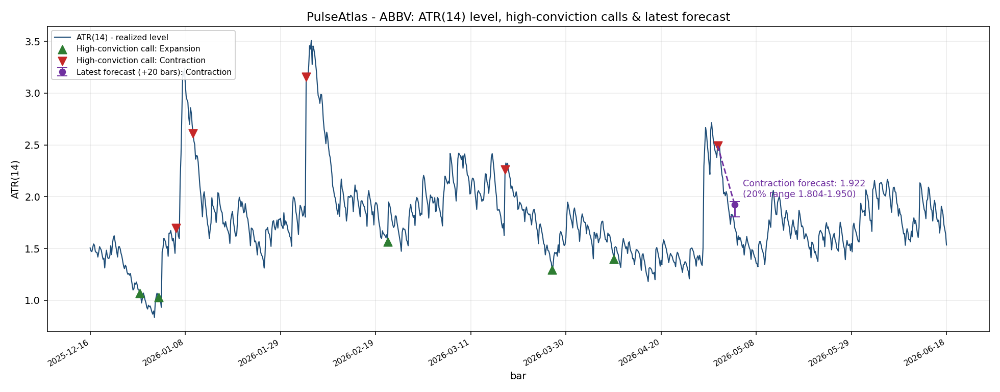 PulseAtlas - ABBV: ATR(14) level, high-conviction calls & latest forecast
ATR(14) - realized level
High-conviction call: Expansion
High-conviction call: Contraction
Latest forecast (+20 bars): Contraction
ATR(14)
3.5
3.0
2.5
2.0
1.5
1.0
Contraction forecast: 1.922
(20% range 1.804-1.950)
2025-12-16
2026-01-08
2026-01-29
2026-02-19
2026-03-11
2026-03-30
2026-04-20
2026-05-08
2026-05-29
2026-06-18
bar